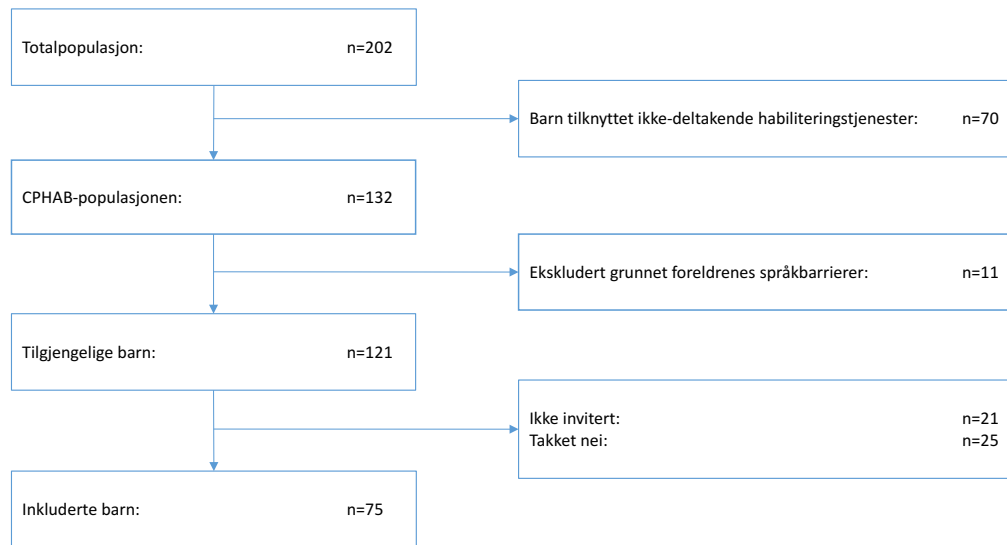 Totalpopulasjon: n=202
Barn tilknyttet ikke-deltakende habiliteringstjenester: n=70
CPHAB-populasjonen: n=132
Ekskludert grunnet foreldrenes språkbarrierer: n=11
Tilgjengelige barn: n=121
Ikke invitert: n=21
Takket nei: n=25
Inkluderte barn: n=75